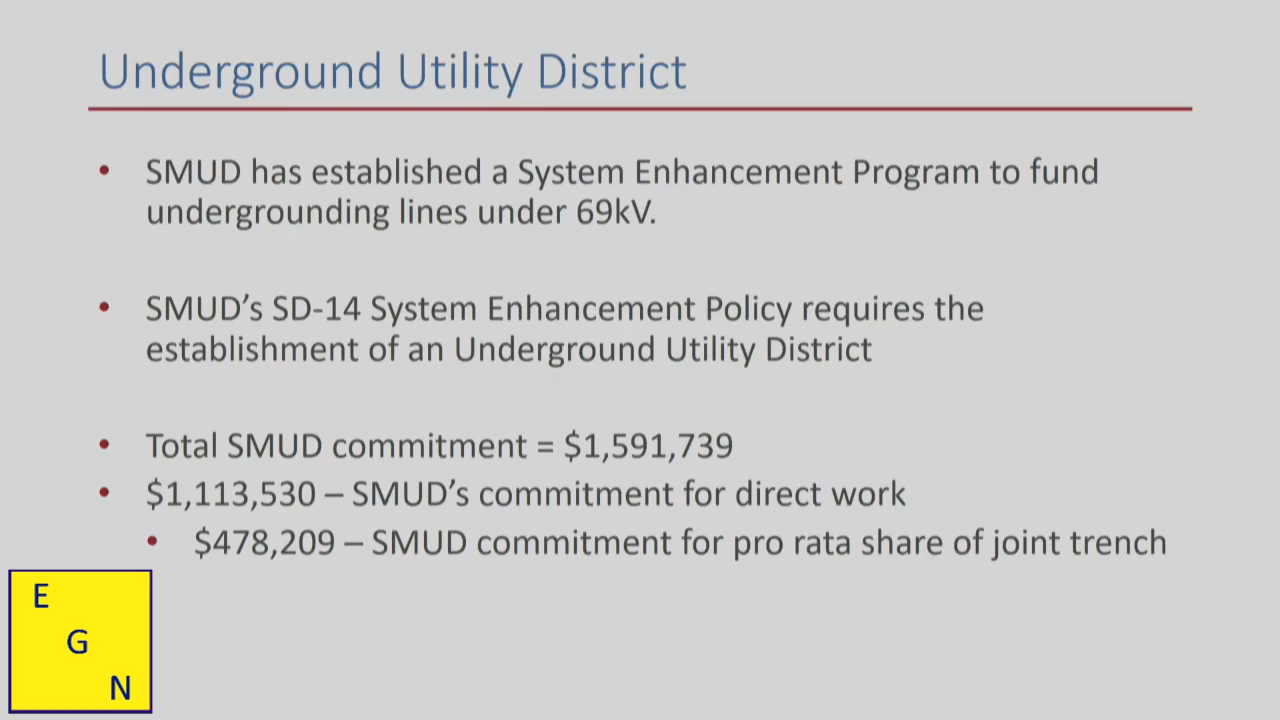 Underground Utility District
• SMUD has established a System Enhancement Program to fund
undergrounding lines under 69kV.
• SMUD’s SD-14 System Enhancement Policy requires the
establishment of an Underground Utility District
• Total SMUD commitment = $1,591,739
• $1,113,530 – SMUD’s commitment for direct work
• $478,209 – SMUD commitment for pro rata share of joint trench
E
G
N